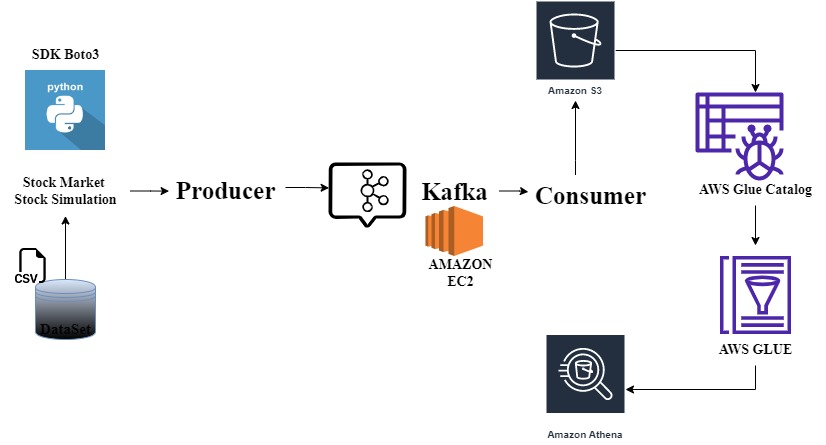 SDK Boto3
python
Stock Market
Stock Simulation
CSV
DataSet
Producer
Kafka
AMAZON
EC2
Consumer
Amazon S3
AWS Glue Catalog
AWS GLUE
Amazon Athena